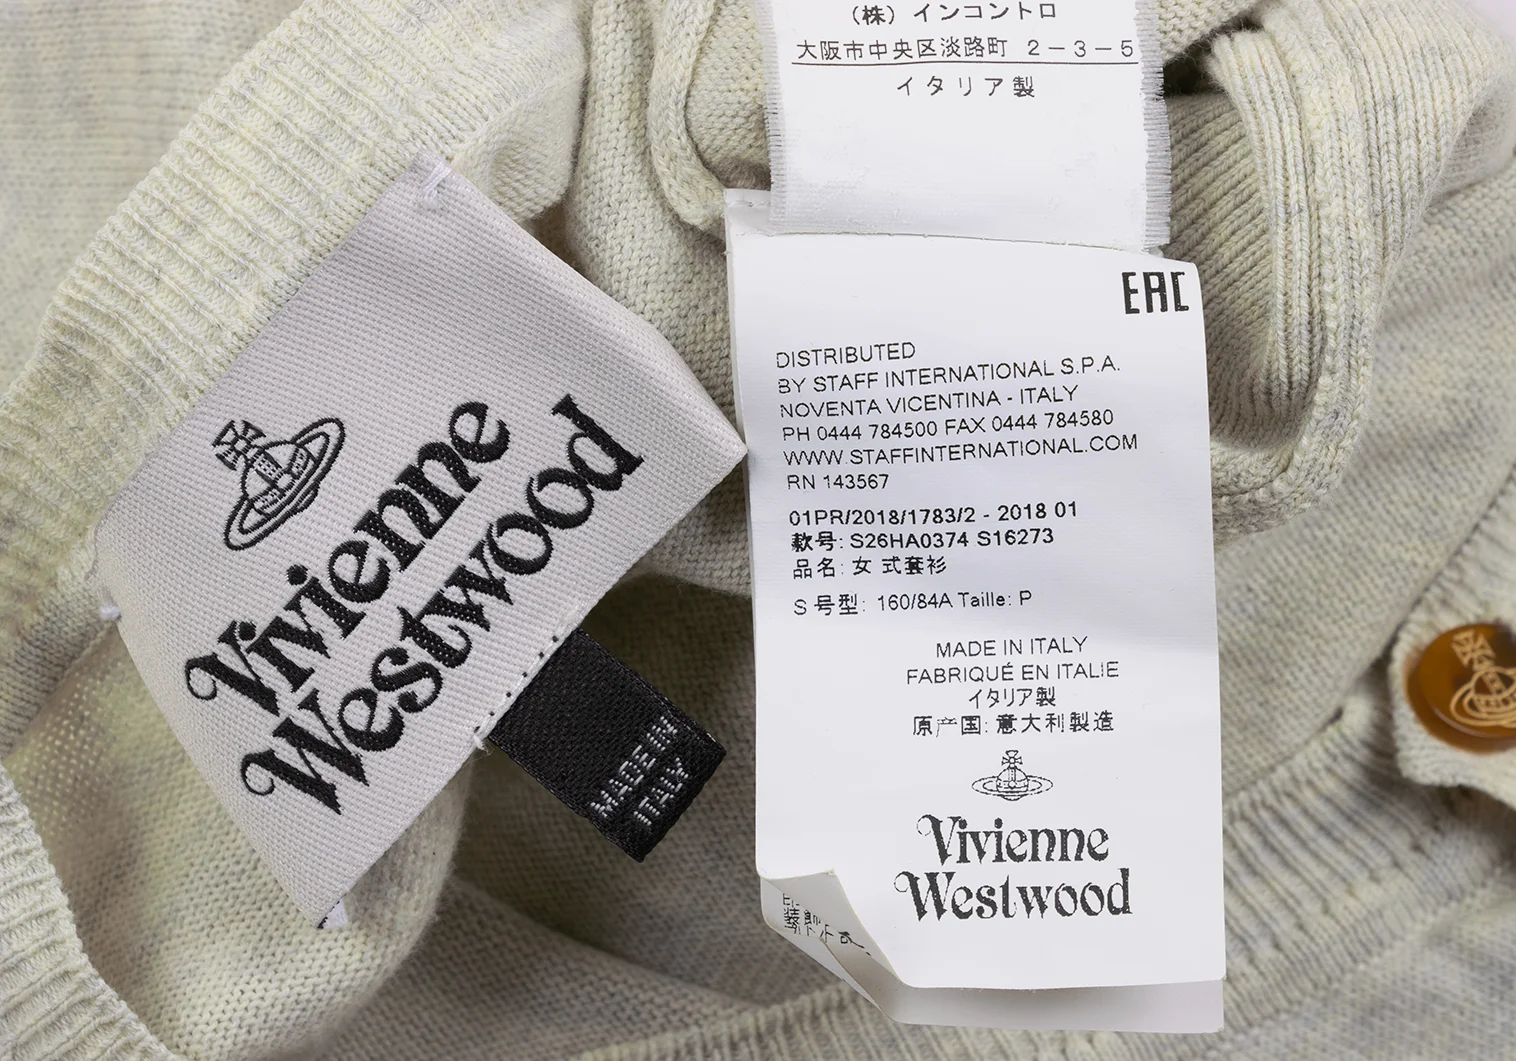 (株) インコントロ
大阪市中央区淡路町 2－3－5
イタリア製
EAC
DISTRIBUTED
BY STAFF INTERNATIONAL S.P.A.
NOVENTA VICENTINA - ITALY
PH 0444 784500 FAX 0444 784580
WWW.STAFFINTERNATIONAL.COM
RN 143567
01PR/2018/1783/2 - 2018 01
款号: S26HA0374 S16273
品名: 女 式套衫
S 号型: 160/84A Taille: P
MADE IN ITALY
FABRIQUÉ EN ITALIE
イタリア製
原产国: 意大利製造
Vivienne
Westwood
Vivienne
Westwood
MADE IN
ITALY